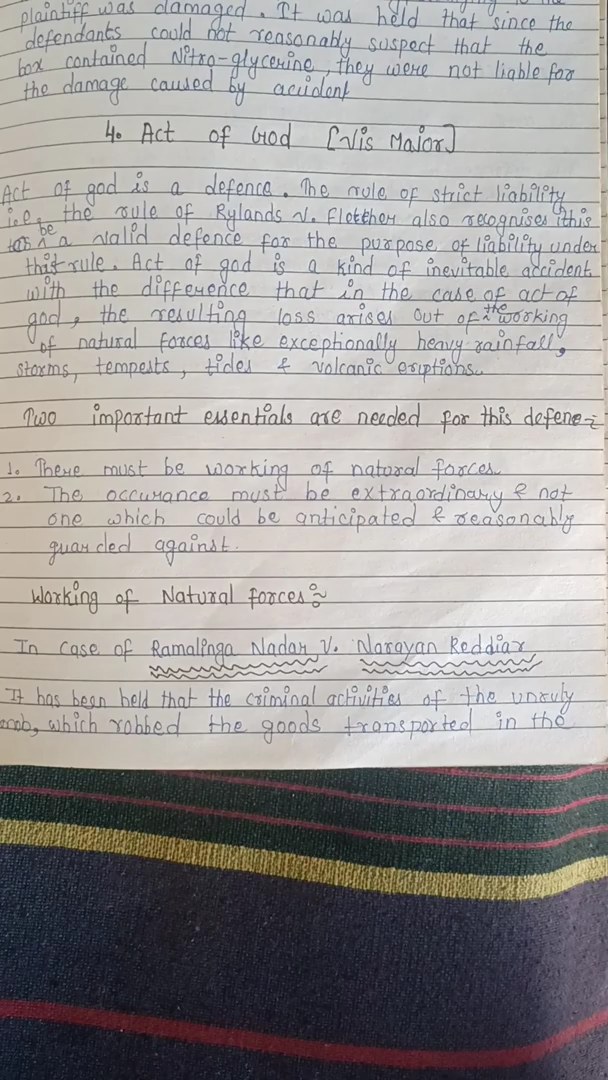 plaintiff was damaged. It was held that since the
defendants could not reasonably suspect that the
box contained Nitro-glycerine, they were not liable for
the damage caused by accident
4. Act of God [Vis Major]
Act of god is a defence. The role of strict liability
i.e. the rule of Rylands v. Fletcher also recognises this
to be a valid defence for the purpose of liability under
that rule. Act of god is a kind of inevitable accident
with the difference that in the case of act of
god, the resulting loss arises out of the working
of natural forces like exceptionally heavy rainfall,
storms, tempests, tides & volcanic eriptions.
Two important essentials are needed for this defence:
1. There must be working of natural forces.
2. The occurance must be extraordinary & not
one which could be anticipated & reasonably
guarded against.
Working of Natural forces:
In case of Ramalinga Nadar V. Narayan Reddiar
It has been held that the criminal activities of the unruly
mob, which robbed the goods transported in the